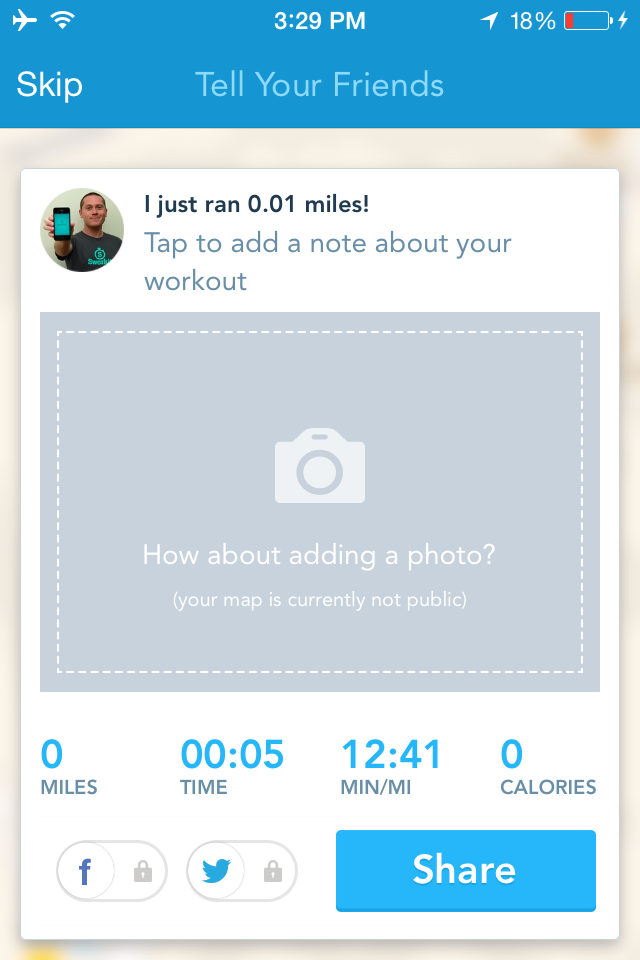 3:29 PM
18%
Skip
Tell Your Friends
I just ran 0.01 miles!
Tap to add a note about your
workout
How about adding a photo?
(your map is currently not public)
0
MILES
00:05
TIME
12:41
MIN/MI
0
CALORIES
f
Share